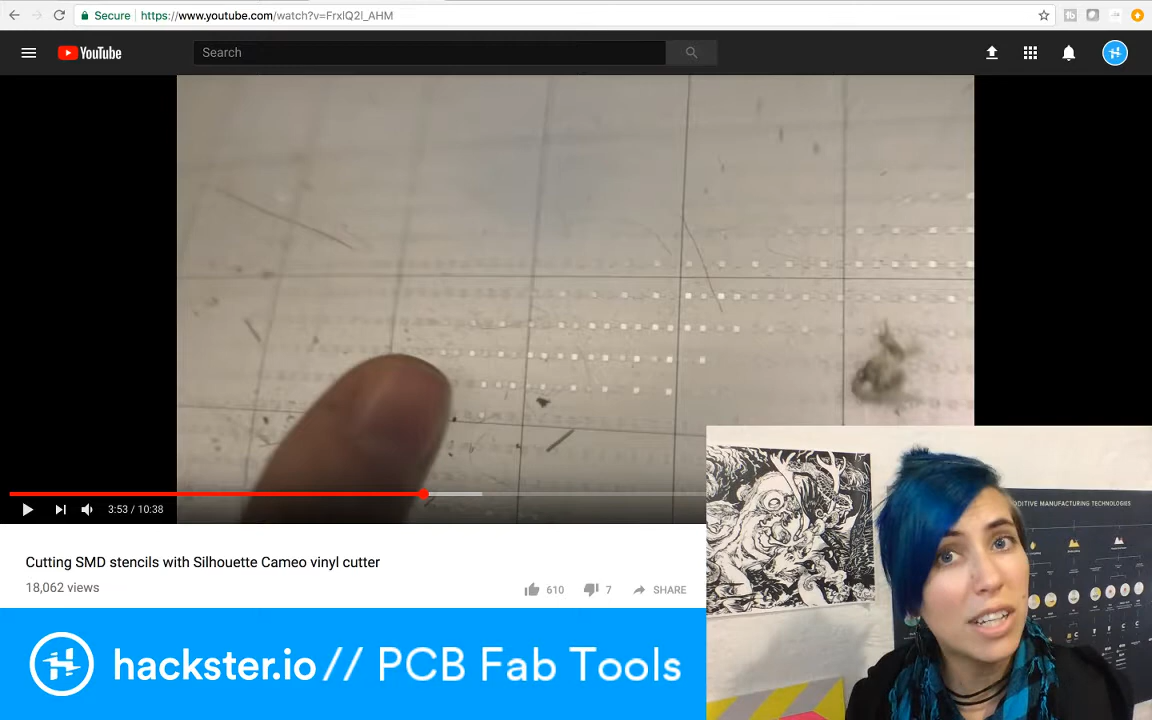 Secure https://www.youtube.com/watch?v=FrxlQ2l_AHM
YouTube
Search
3:53 / 10:38
DITIVE MANUFACTURING TECHNOLOGIES
Cutting SMD stencils with Silhouette Cameo vinyl cutter
18,062 views
610
7
SHARE
hackster.io // PCB Fab Tools